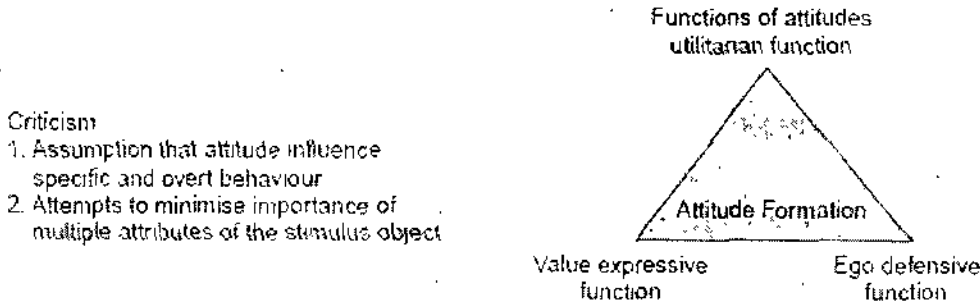 Functions of attitudes
utilitarian function
Criticism
1. Assumption that attitude influence
specific and overt behaviour
2. Attempts to minimise importance of
multiple attributes of the stimulus object
Attitude Formation
Value expressive
function
Ego defensive
function